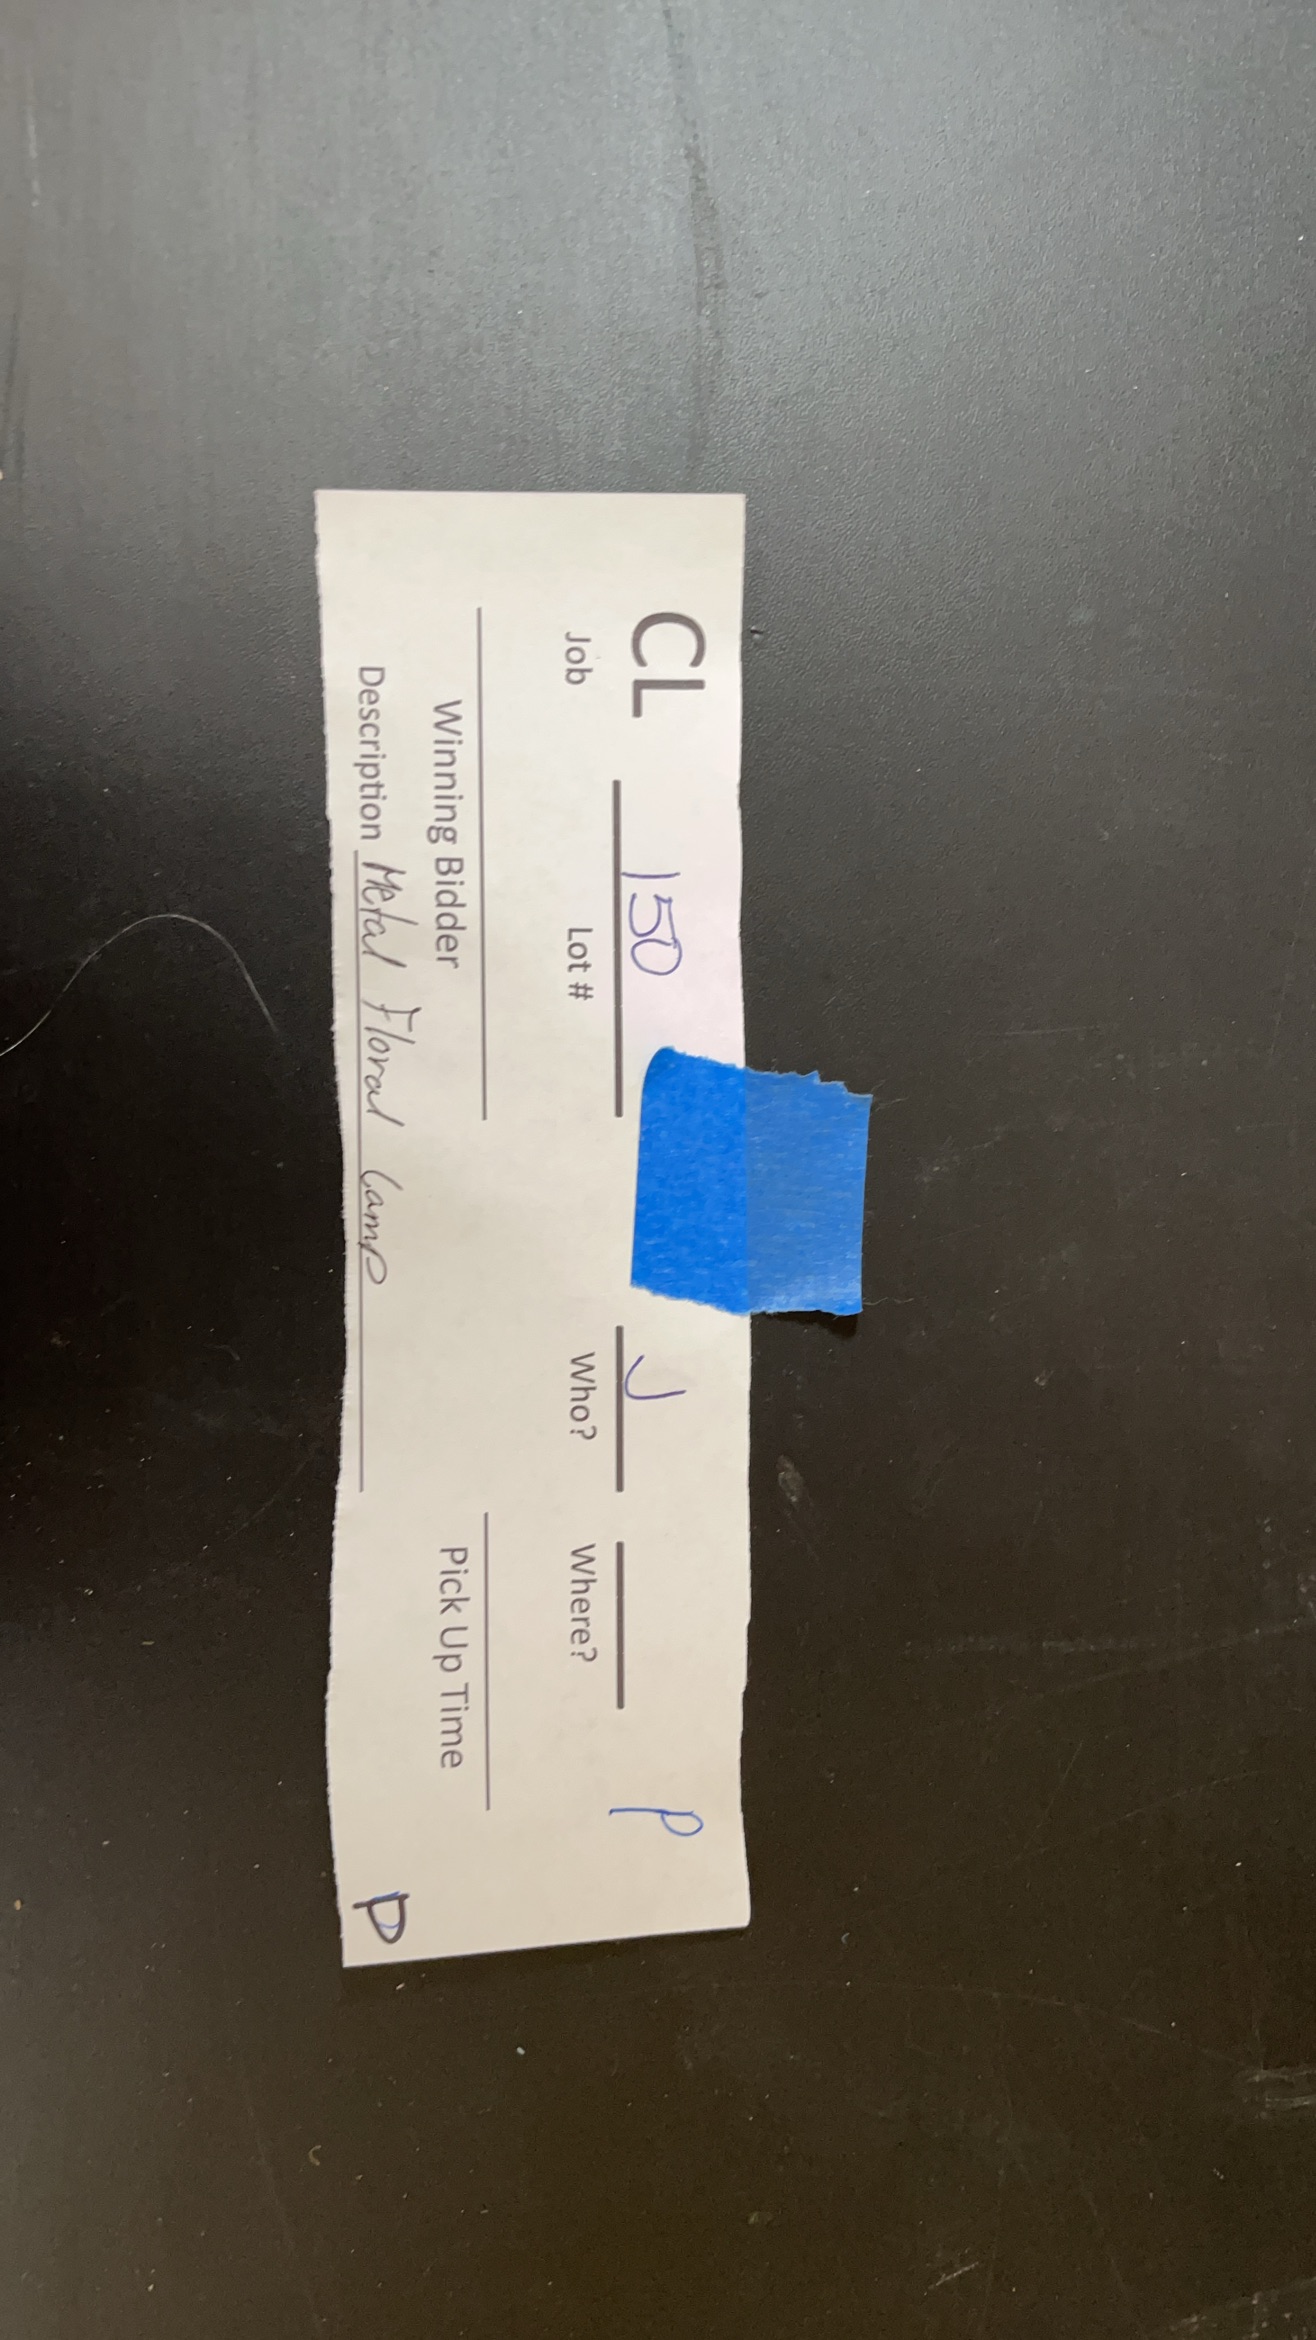 CL 150 J P
Job Lot # Who? Where?
Winning Bidder Pick Up Time
Description Metal Floral Lamp P